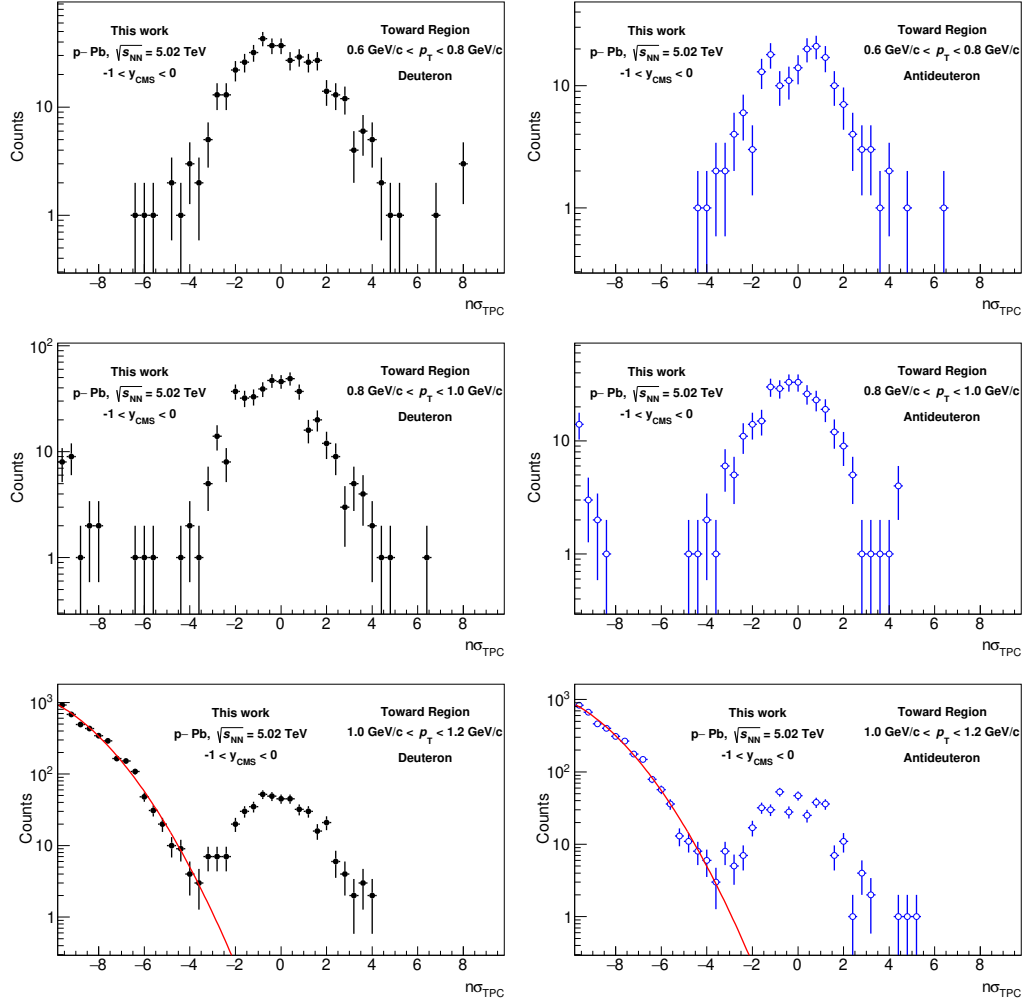 This work
p– Pb, √sNN = 5.02 TeV
-1 < yCMS < 0
Toward Region
0.6 GeV/c < pT < 0.8 GeV/c
Deuteron
Counts
10
1
−8 −6 −4 −2 0 2 4 6 8
nσTPC
This work
p– Pb, √sNN = 5.02 TeV
-1 < yCMS < 0
Toward Region
0.6 GeV/c < pT < 0.8 GeV/c
Antideuteron
Counts
10
1
−8 −6 −4 −2 0 2 4 6 8
nσTPC
This work
p– Pb, √sNN = 5.02 TeV
-1 < yCMS < 0
Toward Region
0.8 GeV/c < pT < 1.0 GeV/c
Deuteron
Counts
10²
10
1
−8 −6 −4 −2 0 2 4 6 8
nσTPC
This work
p– Pb, √sNN = 5.02 TeV
-1 < yCMS < 0
Toward Region
0.8 GeV/c < pT < 1.0 GeV/c
Antideuteron
Counts
10
1
−8 −6 −4 −2 0 2 4 6 8
nσTPC
This work
p– Pb, √sNN = 5.02 TeV
-1 < yCMS < 0
Toward Region
1.0 GeV/c < pT < 1.2 GeV/c
Deuteron
Counts
10³
10²
10
1
−8 −6 −4 −2 0 2 4 6 8
nσTPC
This work
p– Pb, √sNN = 5.02 TeV
-1 < yCMS < 0
Toward Region
1.0 GeV/c < pT < 1.2 GeV/c
Antideuteron
Counts
10³
10²
10
1
−8 −6 −4 −2 0 2 4 6 8
nσTPC